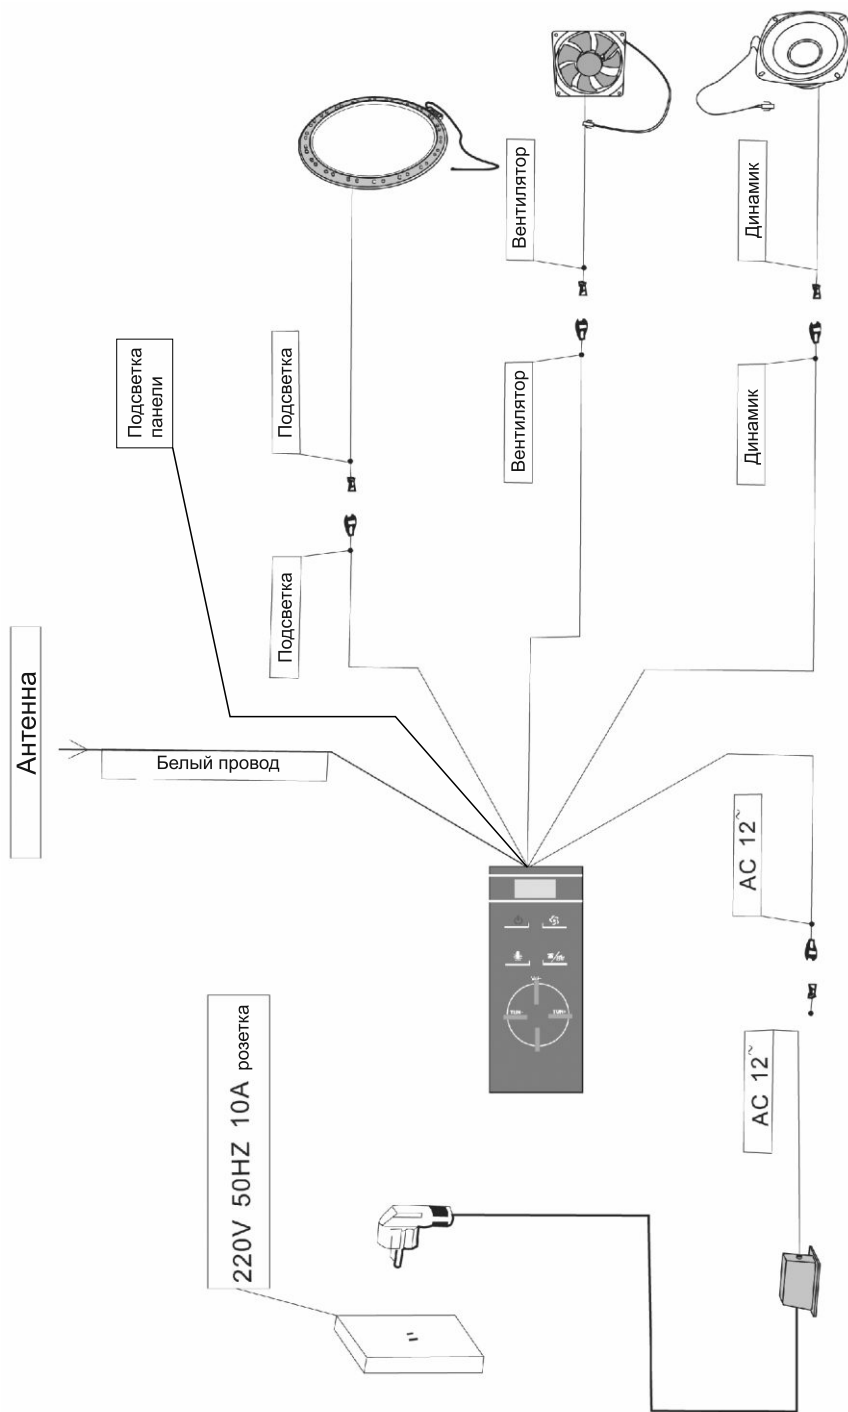 Вентилятор
Динамик
Подсветка
панели
Подсветка
Вентилятор
Динамик
Подсветка
Антенна
Белый провод
AC 12~
220V 50HZ 10A розетка
AC 12~